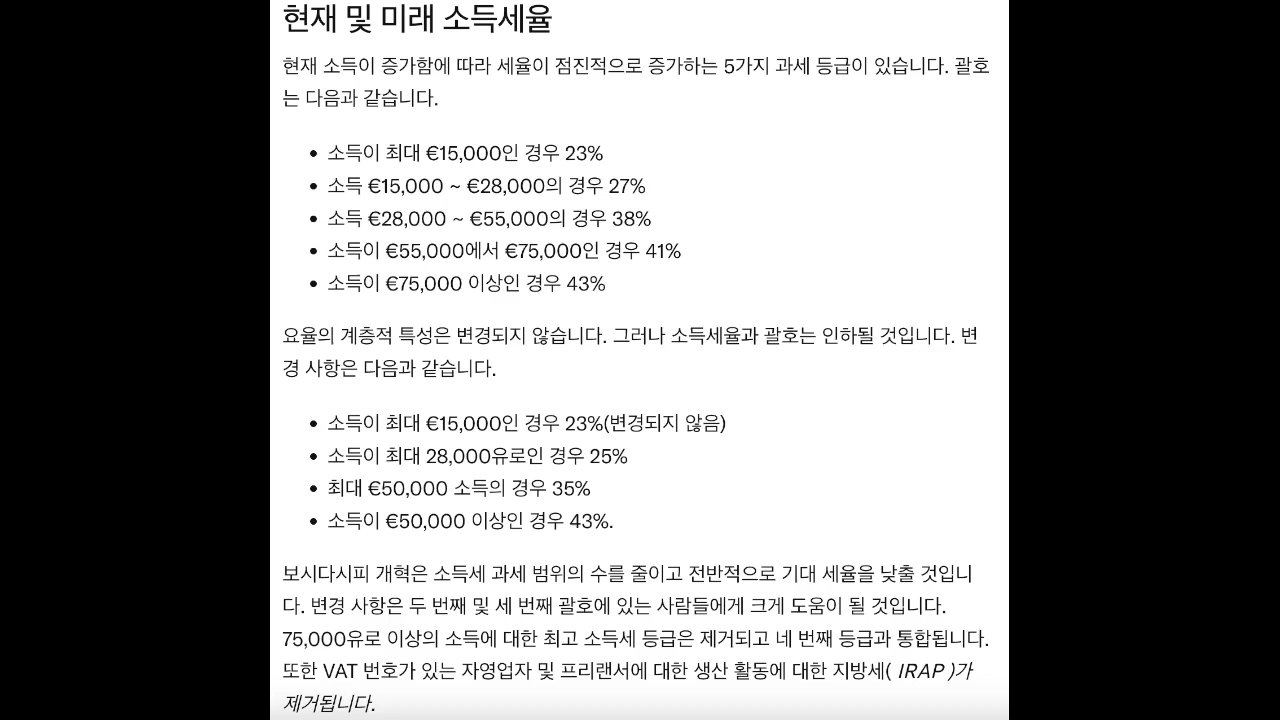 현재 및 미래 소득세율
현재 소득이 증가함에 따라 세율이 점진적으로 증가하는 5가지 과세 등급이 있습니다. 괄호
는 다음과 같습니다.
• 소득이 최대 €15,000인 경우 23%
• 소득 €15,000 ~ €28,000의 경우 27%
• 소득 €28,000 ~ €55,000의 경우 38%
• 소득이 €55,000에서 €75,000인 경우 41%
• 소득이 €75,000 이상인 경우 43%
요율의 계층적 특성은 변경되지 않습니다. 그러나 소득세율과 괄호는 인하될 것입니다. 변
경 사항은 다음과 같습니다.
• 소득이 최대 €15,000인 경우 23%(변경되지 않음)
• 소득이 최대 28,000유로인 경우 25%
• 최대 €50,000 소득의 경우 35%
• 소득이 €50,000 이상인 경우 43%.
보시다시피 개혁은 소득세 과세 범위의 수를 줄이고 전반적으로 기대 세율을 낮출 것입니
다. 변경 사항은 두 번째 및 세 번째 괄호에 있는 사람들에게 크게 도움이 될 것입니다.
75,000유로 이상의 소득에 대한 최고 소득세 등급은 제거되고 네 번째 등급과 통합됩니다.
또한 VAT 번호가 있는 자영업자 및 프리랜서에 대한 생산 활동에 대한 지방세( IRAP )가
제거됩니다.